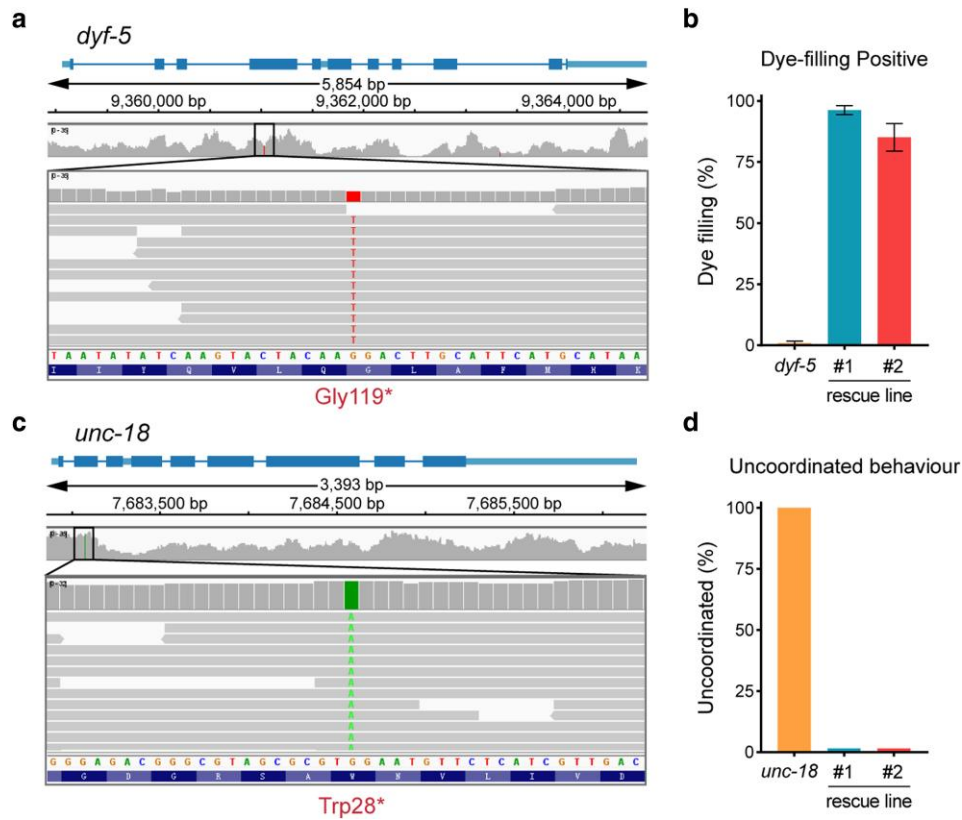 a
dyf-5
5,854 bp
9,360,000 bp 9,362,000 bp 9,364,000 bp
T
T
T
T
T
T
T
T
T
T
T
T
T A A T A T A T C A A G T A C T A C A A G G A C T T G C A T T C A T G C A T A A
I I Y Q V L Q G L A F M H K
Gly119*
b
Dye-filling Positive
Dye filling (%)
100
75
50
25
0
dyf-5 #1 #2
rescue line
c
unc-18
3,393 bp
7,683,500 bp 7,684,500 bp 7,685,500 bp
A
A
A
A
A
A
A
A
A
A
A
A
A
G G G A G A C G G G C G T A G C G C G T G G A A T G T T C T C A T C G T T G A C
G D G R S A W N V L I V D
Trp28*
d
Uncoordinated behaviour
Uncoordinated (%)
100
75
50
25
0
unc-18 #1 #2
rescue line